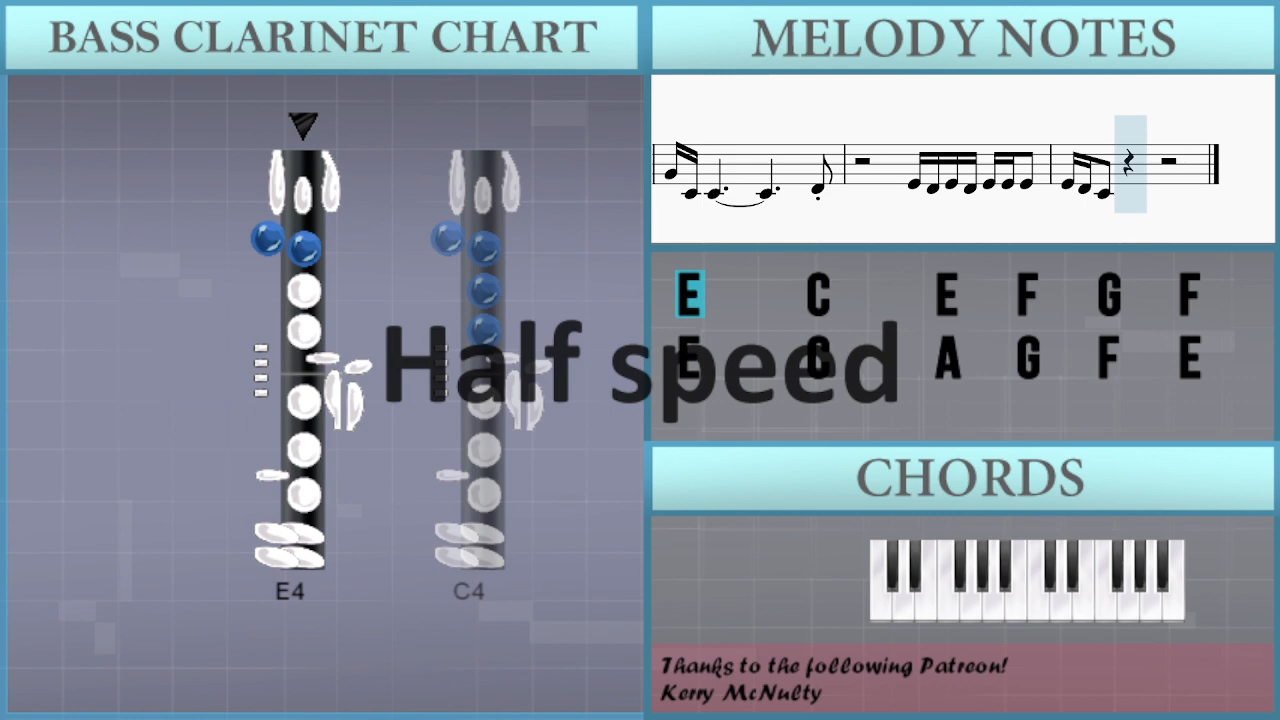 BASS CLARINET CHART
MELODY NOTES
E C E F G F
E G A G F E
Half speed
E4 C4
CHORDS
Thanks to the following Patreon!
Kerry McNulty